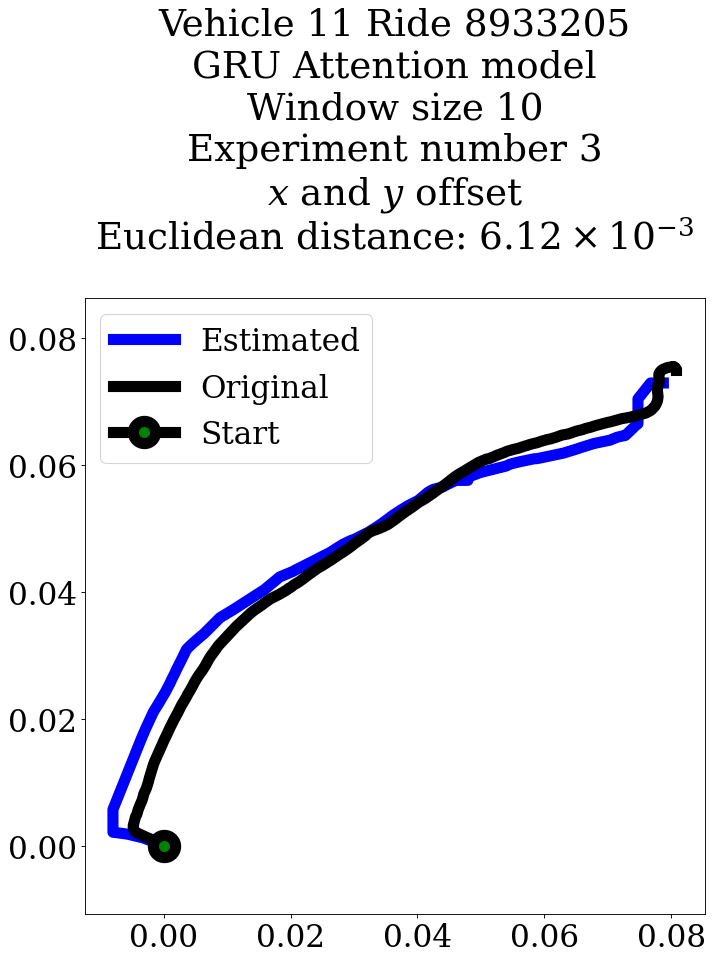 Vehicle 11 Ride 8933205
GRU Attention model
Window size 10
Experiment number 3
x and y offset
Euclidean distance: 6.12 × 10⁻³
Estimated
Original
Start
0.08
0.06
0.04
0.02
0.00
0.00 0.02 0.04 0.06 0.08